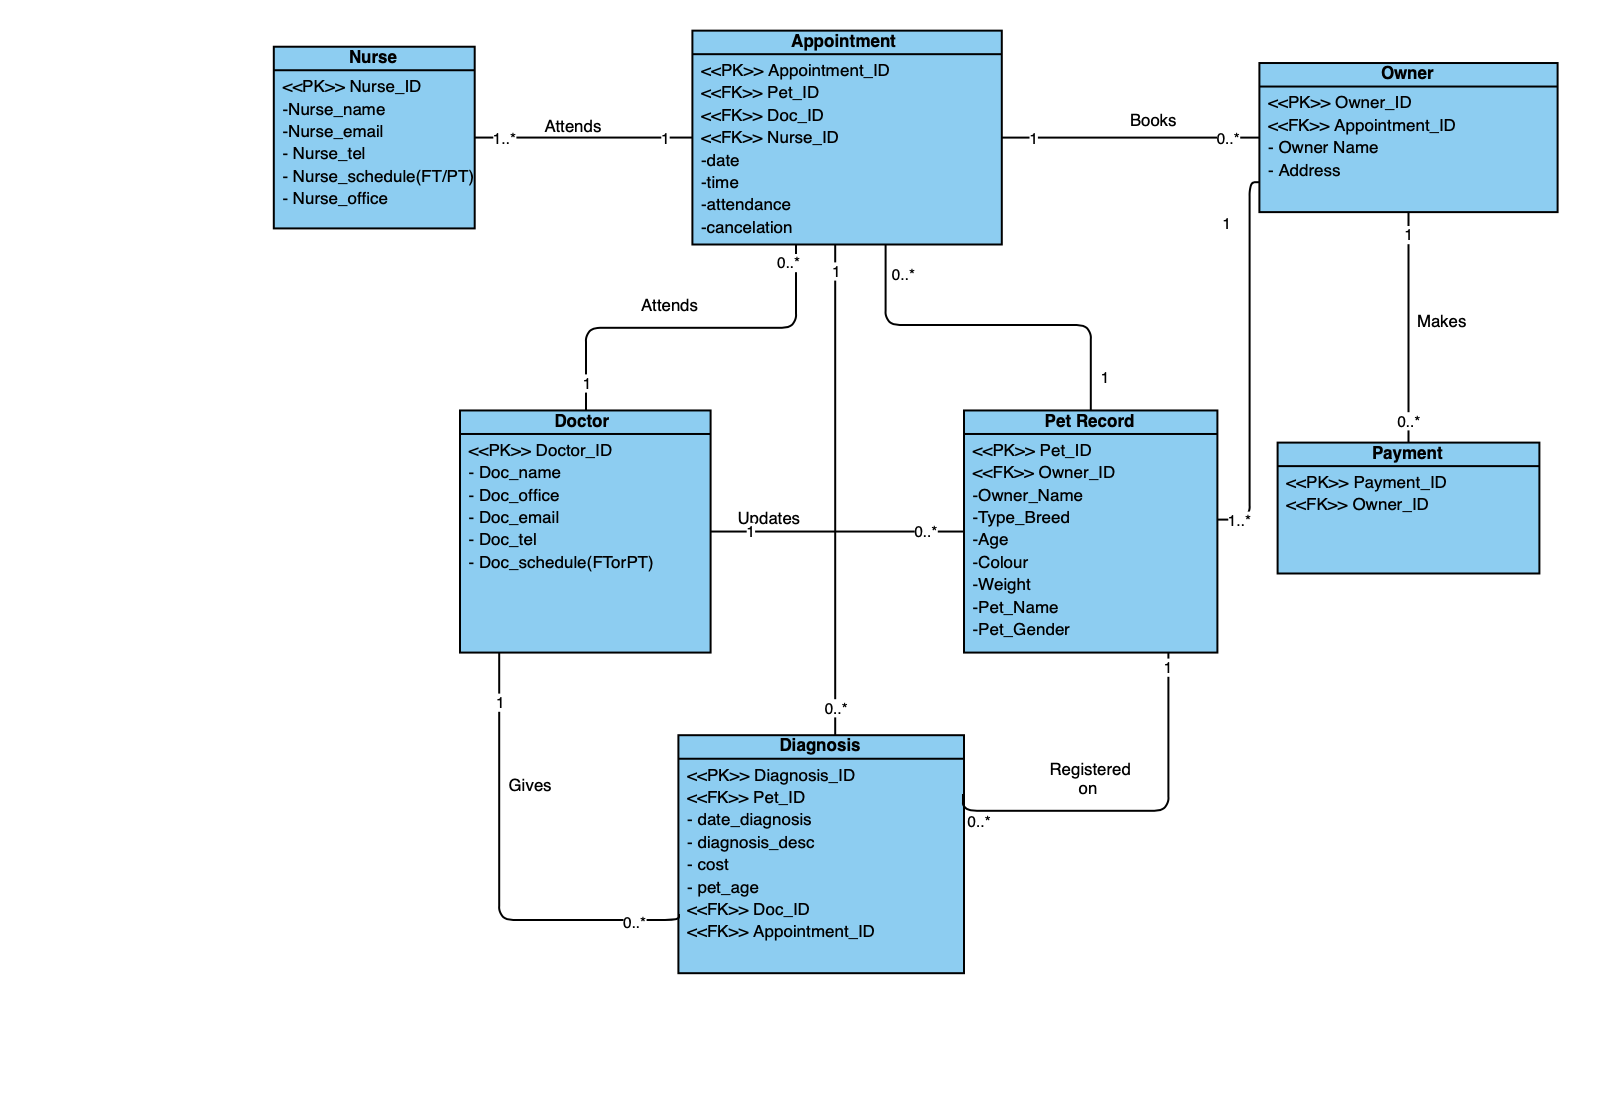 Nurse
<<PK>> Nurse_ID
-Nurse_name
-Nurse_email
- Nurse_tel
- Nurse_schedule(FT/PT)
- Nurse_office
1..*
Attends
1
Appointment
<<PK>> Appointment_ID
<<FK>> Pet_ID
<<FK>> Doc_ID
<<FK>> Nurse_ID
-date
-time
-attendance
-cancelation
1
Books
0..*
Owner
<<PK>> Owner_ID
<<FK>> Appointment_ID
- Owner Name
- Address
1
1
0..*
1
0..*
Attends
Makes
1
1
0..*
Doctor
<<PK>> Doctor_ID
- Doc_name
- Doc_office
- Doc_email
- Doc_tel
- Doc_schedule(FTorPT)
Updates
1
0..*
Pet Record
<<PK>> Pet_ID
<<FK>> Owner_ID
-Owner_Name
-Type_Breed
-Age
-Colour
-Weight
-Pet_Name
-Pet_Gender
1..*
Payment
<<PK>> Payment_ID
<<FK>> Owner_ID
1
1
0..*
Gives
Registered
on
0..*
0..*
Diagnosis
<<PK>> Diagnosis_ID
<<FK>> Pet_ID
- date_diagnosis
- diagnosis_desc
- cost
- pet_age
<<FK>> Doc_ID
<<FK>> Appointment_ID